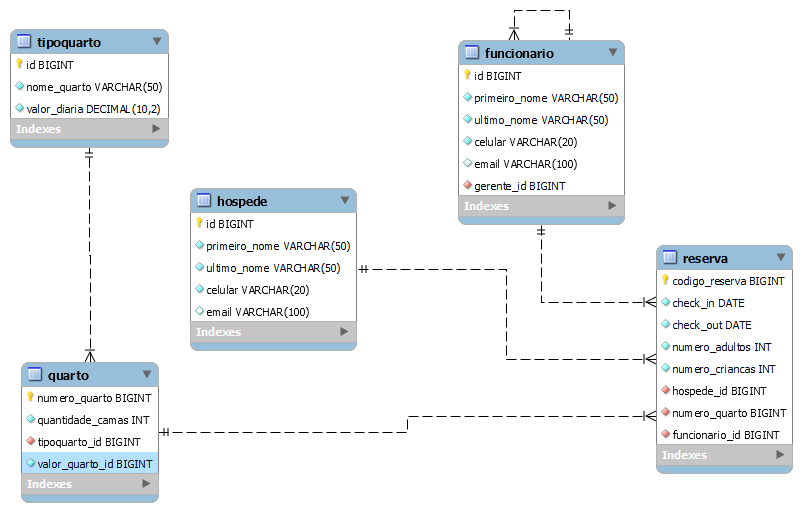 tipoquarto
id BIGINT
nome_quarto VARCHAR(50)
valor_diaria DECIMAL(10,2)
Indexes
funcionario
id BIGINT
primeiro_nome VARCHAR(50)
ultimo_nome VARCHAR(50)
celular VARCHAR(20)
email VARCHAR(100)
gerente_id BIGINT
Indexes
hospede
id BIGINT
primeiro_nome VARCHAR(50)
ultimo_nome VARCHAR(50)
celular VARCHAR(20)
email VARCHAR(100)
Indexes
reserva
codigo_reserva BIGINT
check_in DATE
check_out DATE
numero_adultos INT
numero_criancas INT
hospede_id BIGINT
numero_quarto BIGINT
funcionario_id BIGINT
Indexes
quarto
numero_quarto BIGINT
quantidade_camas INT
tipoquarto_id BIGINT
valor_quarto_id BIGINT
Indexes